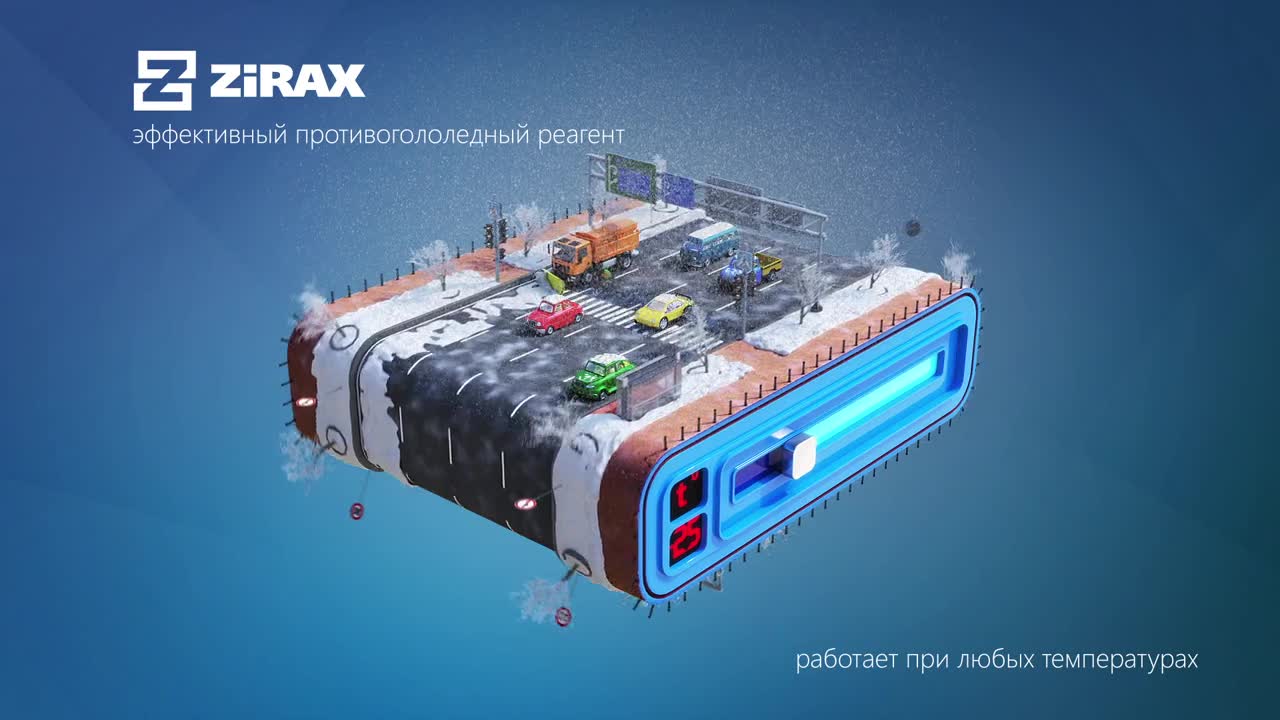 ZiRAX
эффективный противогололедный реагент
t°
25
работает при любых температурах